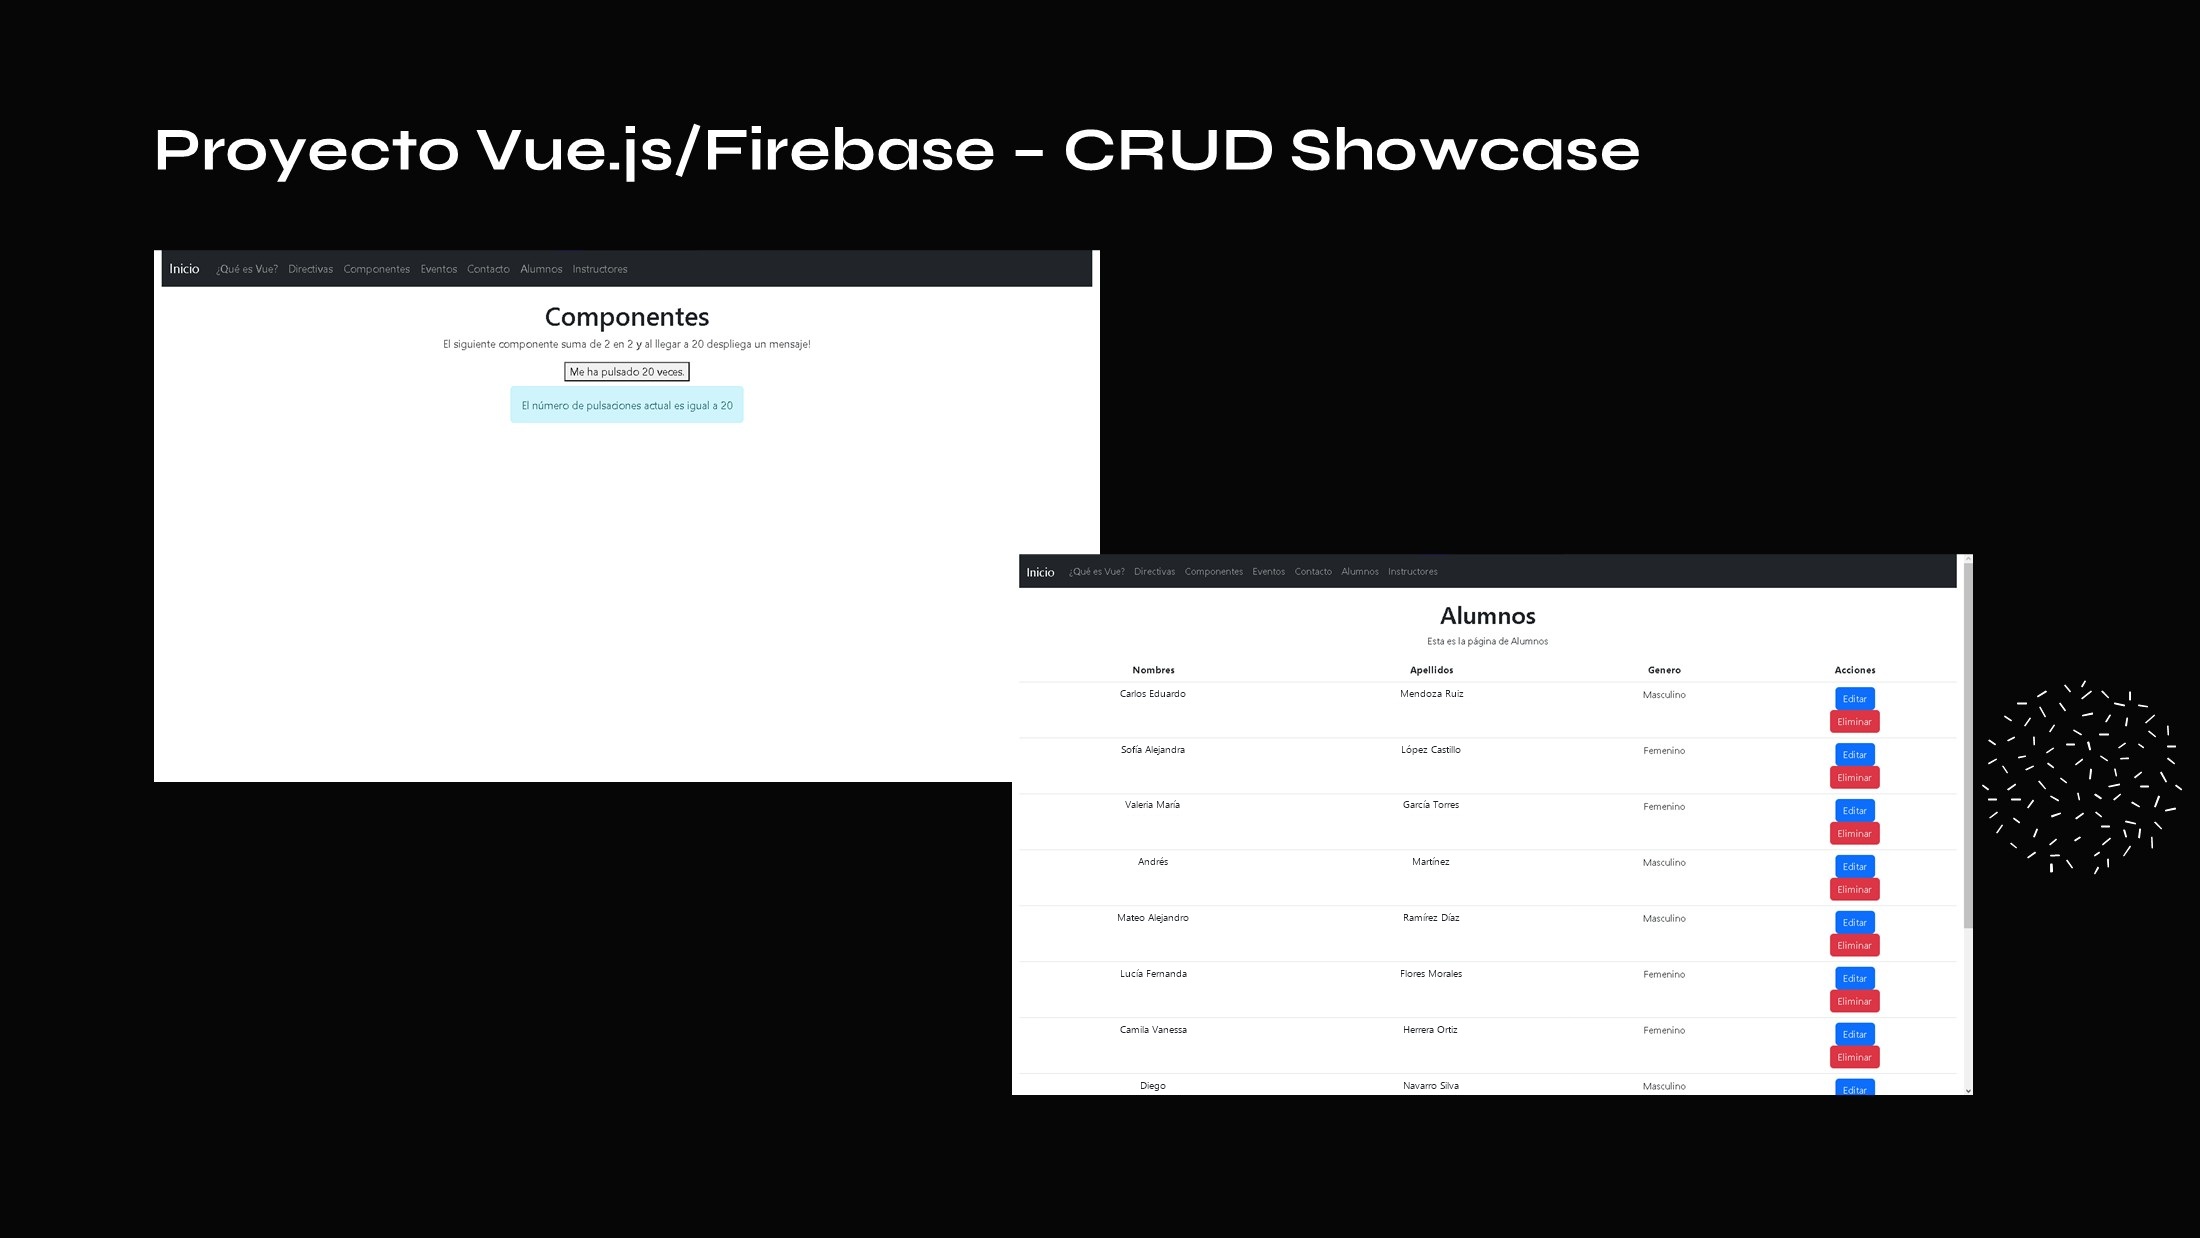 Proyecto Vue.js/Firebase – CRUD Showcase
Inicio ¿Qué es Vue? Directivas Componentes Eventos Contacto Alumnos Instructores
Componentes
El siguiente componente suma de 2 en 2 y al llegar a 20 despliega un mensaje!
Me ha pulsado 20 veces.
El número de pulsaciones actual es igual a 20
Inicio ¿Qué es Vue? Directivas Componentes Eventos Contacto Alumnos Instructores
Alumnos
Esta es la página de Alumnos
Nombres Apellidos Genero Acciones
Carlos Eduardo Mendoza Ruiz Masculino Editar
Eliminar
Sofía Alejandra López Castillo Femenino Editar
Eliminar
Valeria María García Torres Femenino Editar
Eliminar
Andrés Martínez Masculino Editar
Eliminar
Mateo Alejandro Ramírez Díaz Masculino Editar
Eliminar
Lucía Fernanda Flores Morales Femenino Editar
Eliminar
Camila Vanessa Herrera Ortiz Femenino Editar
Eliminar
Diego Navarro Silva Masculino Editar